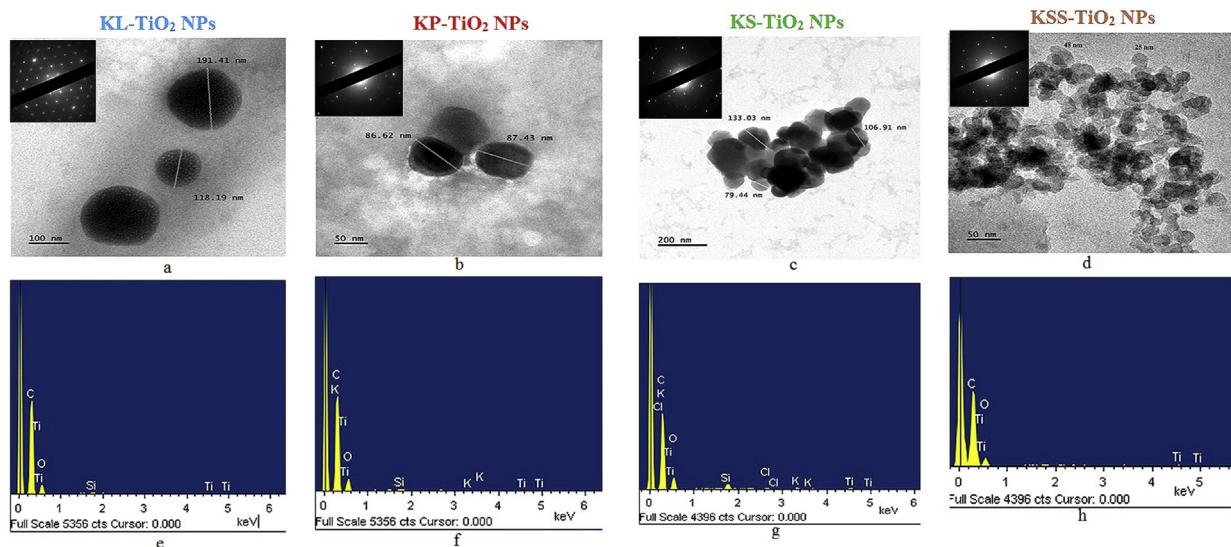 KL-TiO₂ NPs
KP-TiO₂ NPs
KS-TiO₂ NPs
KSS-TiO₂ NPs
191.41 nm
118.19 nm
100 nm
a
86.62 nm
87.43 nm
50 nm
b
133.03 nm
106.91 nm
79.44 nm
200 nm
c
48 nm
28 nm
50 nm
d
C
Ti
O
Ti
Si
Ti Ti
0 1 2 3 4 5 6
Full Scale 5356 cts Cursor: 0.000
keV
e
C
K
Ti
O
Ti
Si
K K
Ti Ti
0 1 2 3 4 5 6
Full Scale 5356 cts Cursor: 0.000
keV
f
C
K
Cl
O
Ti
Ti
Si
Cl
Cl
K K
Ti Ti
0 1 2 3 4 5 6
Full Scale 4396 cts Cursor: 0.000
keV
g
C
O
Ti
Ti
Ti Ti
0 1 2 3 4 5
Full Scale 4396 cts Cursor: 0.000
keV
h